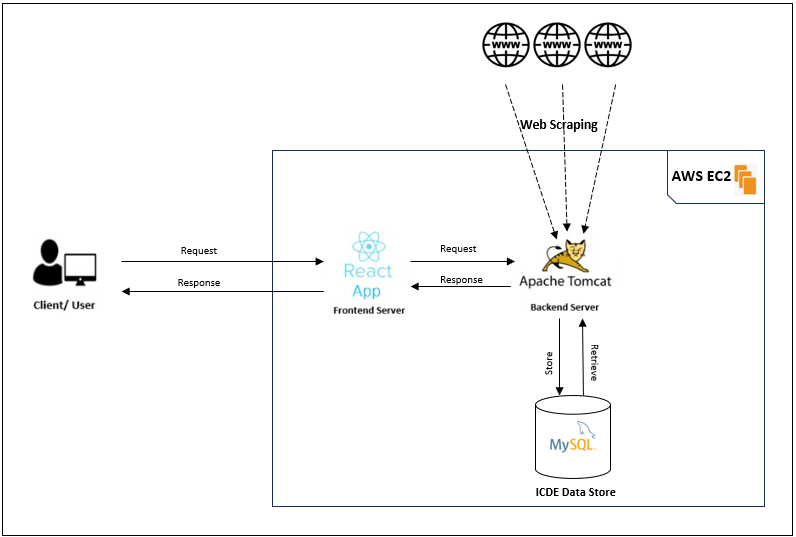 WWW WWW WWW
Web Scraping
AWS EC2
Request
Request
React
App
Response
Response
Apache Tomcat
Client/ User
Frontend Server
Backend Server
Store
Retrieve
MySQL
ICDE Data Store